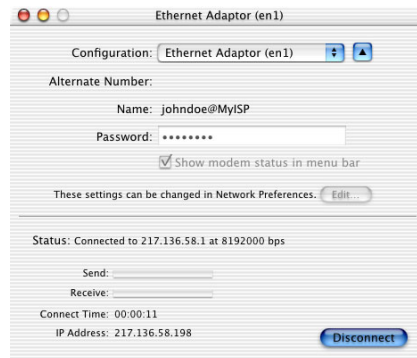 Ethernet Adaptor (en1)
Configuration: Ethernet Adaptor (en1)
Alternate Number:
Name: johndoe@MyISP
Password: ••••••••
Show modem status in menu bar
These settings can be changed in Network Preferences. Edit...
Status: Connected to 217.136.58.1 at 8192000 bps
Send:
Receive:
Connect Time: 00:00:11
IP Address: 217.136.58.198
Disconnect